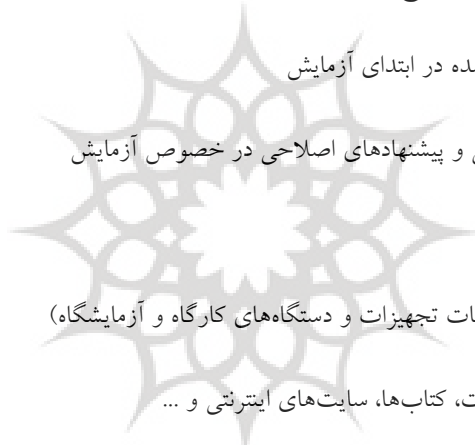 ده در ابتدای آزمایش
و پیشنهادهای اصلاحی در خصوص آزمایش
ات تجهیزات و دستگاه‌های کارگاه و آزمایشگاه)
ت، کتاب‌ها، سایت‌های اینترنتی و ...